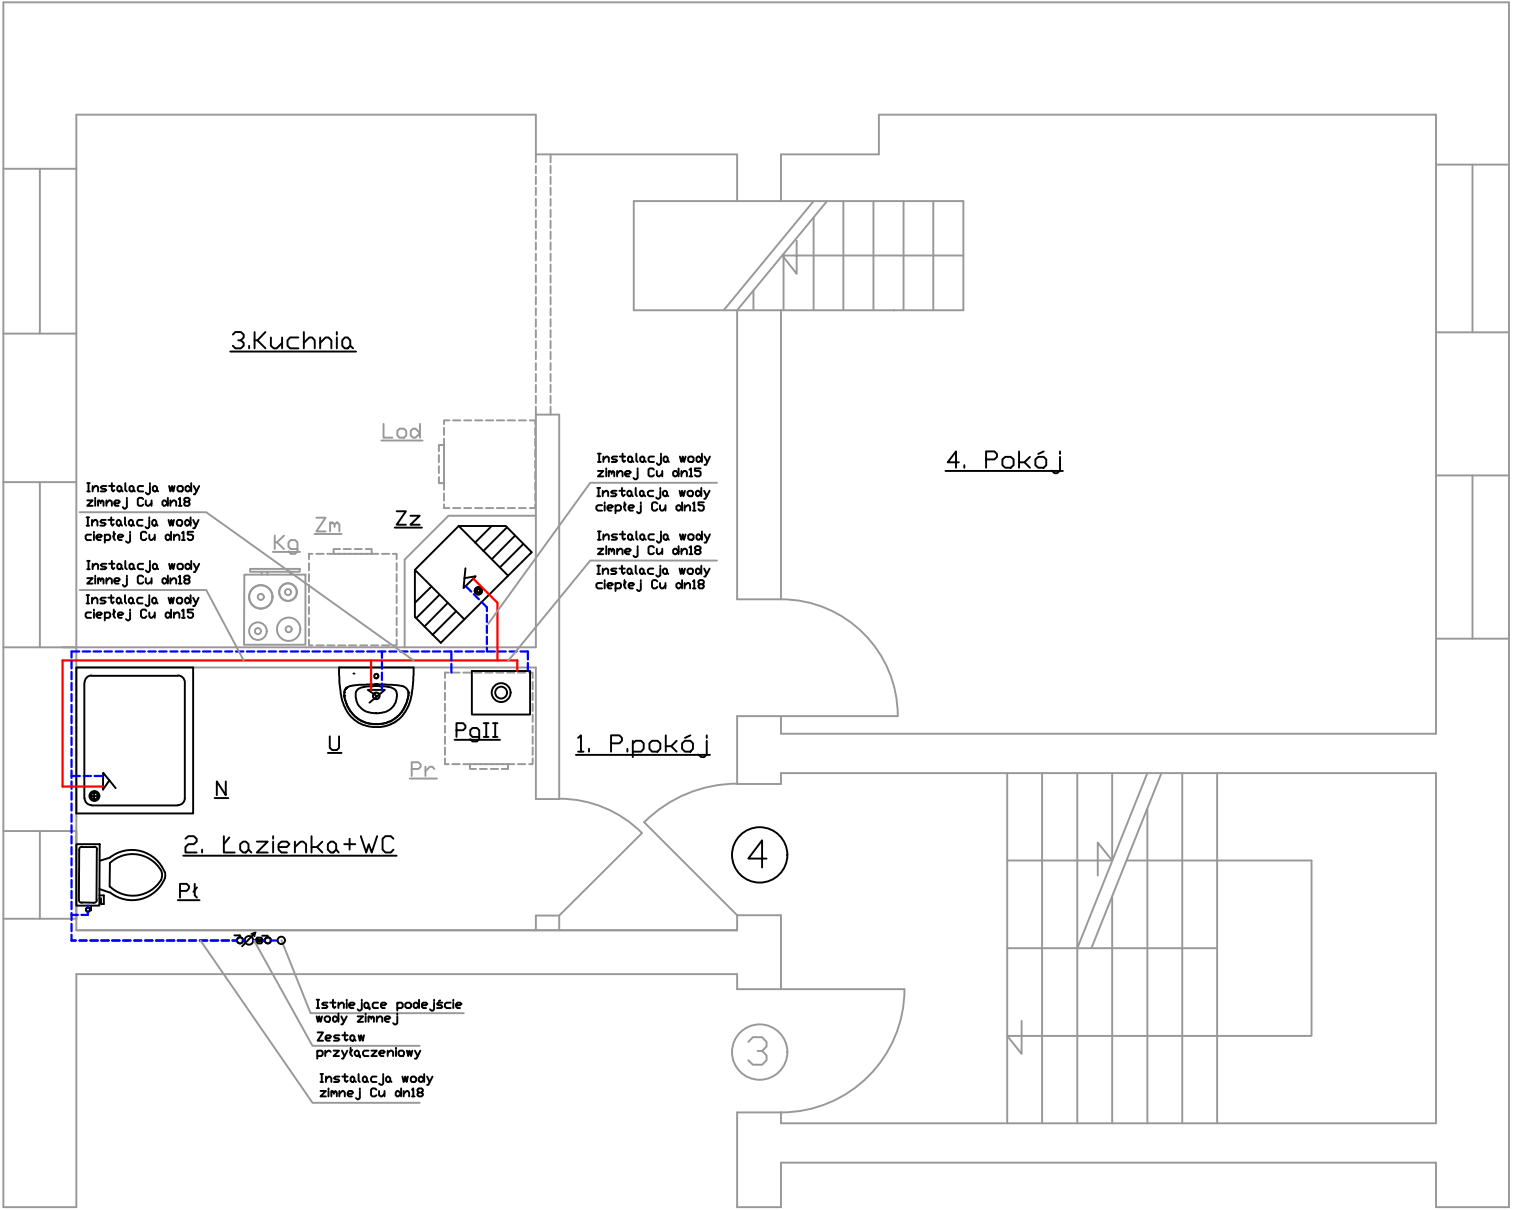 3.Kuchnia
Lod
4. Pokój
Instalacja wody
zimnej Cu dn15
Instalacja wody
ciepłej Cu dn15
Instalacja wody
zimnej Cu dn18
Instalacja wody
ciepłej Cu dn18
Instalacja wody
zimnej Cu dn18
Instalacja wody
ciepłej Cu dn15
Instalacja wody
zimnej Cu dn18
Instalacja wody
ciepłej Cu dn15
Zz
Zm
Kg
U
PgII
Pr
1. P.pokój
N
2. Łazienka+WC
Pł
4
Istniejące podejście
wody zimnej
Zestaw
przyłączeniowy
Instalacja wody
zimnej Cu dn18
3